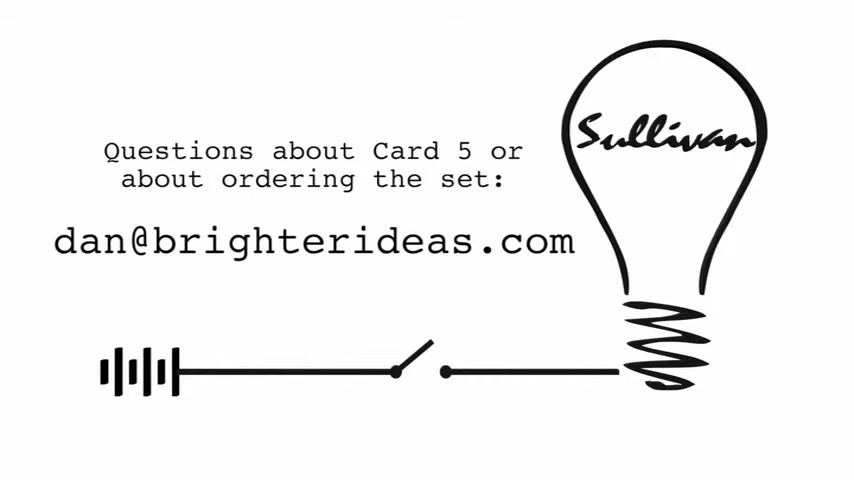 Questions about Card 5 or
about ordering the set:
dan@brighterideas.com
Sullivan